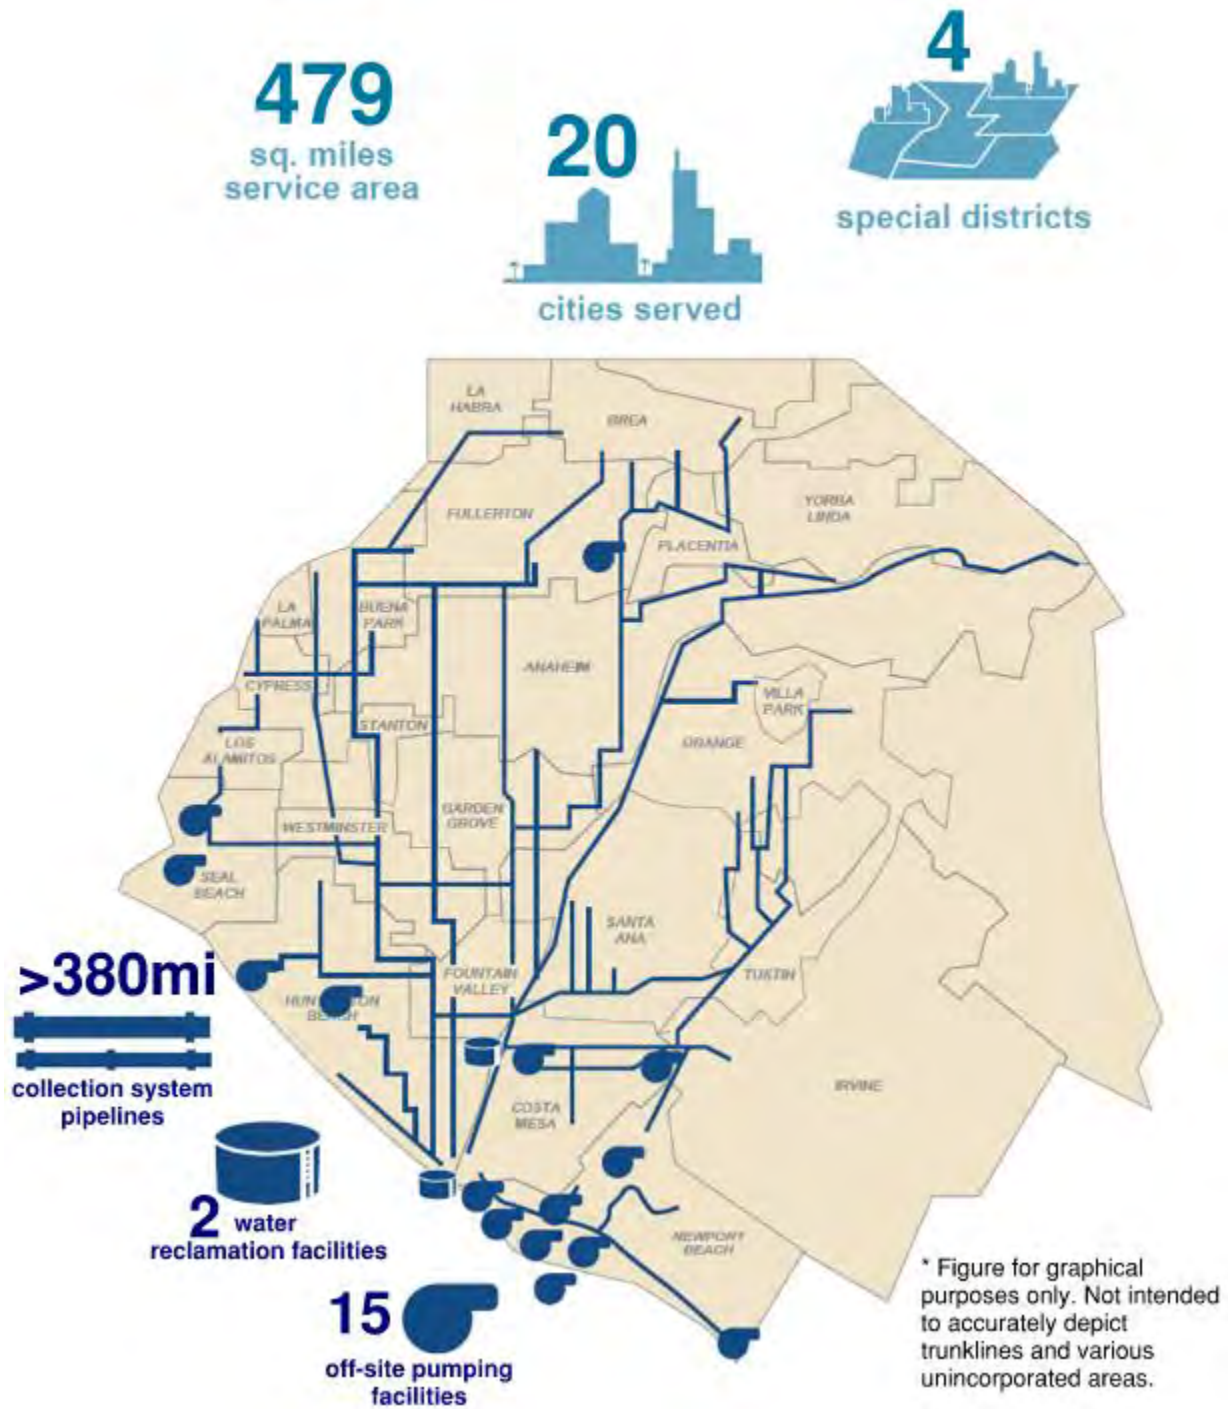 479
sq. miles
service area
20
cities served
4
special districts
LA
HABRA
BREA
FULLERTON
YORBA
LINDA
PLACENTIA
LA
PALMA
BUENA
PARK
ANAHEIM
CYPRESS
VILLA
PARK
STANTON
ORANGE
LOS
ALAMITOS
GARDEN
GROVE
WESTMINSTER
SEAL
BEACH
SANTA
ANA
FOUNTAIN
VALLEY
TUSTIN
HUNTINGTON
BEACH
IRVINE
COSTA
MESA
NEWPORT
BEACH
>380mi
collection system
pipelines
2 water
reclamation facilities
15
off-site pumping
facilities
* Figure for graphical
purposes only. Not intended
to accurately depict
trunklines and various
unincorporated areas.